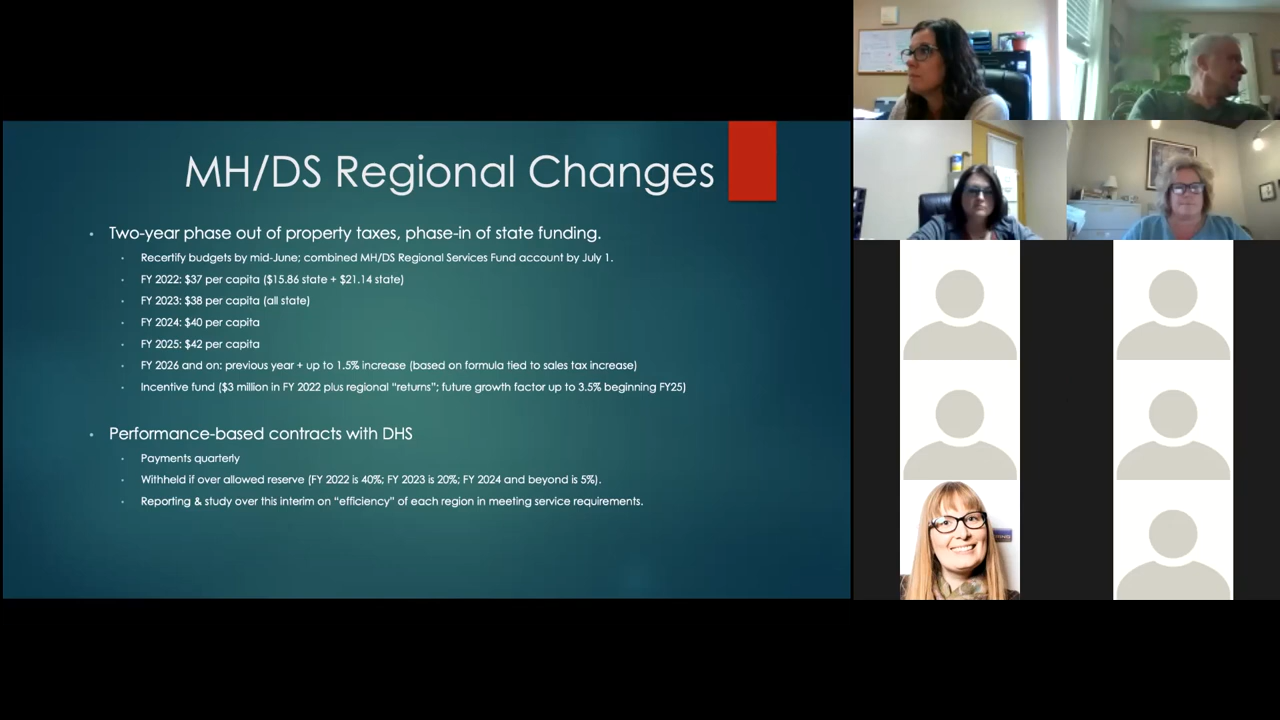 MH/DS Regional Changes
Two-year phase out of property taxes, phase-in of state funding.
Recertify budgets by mid-June; combined MH/DS Regional Services Fund account by July 1.
FY 2022: $37 per capita ($15.86 state + $21.14 state)
FY 2023: $38 per capita (all state)
FY 2024: $40 per capita
FY 2025: $42 per capita
FY 2026 and on: previous year + up to 1.5% increase (based on formula tied to sales tax increase)
Incentive fund ($3 million in FY 2022 plus regional “returns”; future growth factor up to 3.5% beginning FY25)
Performance-based contracts with DHS
Payments quarterly
Withheld if over allowed reserve (FY 2022 is 40%; FY 2023 is 20%; FY 2024 and beyond is 5%).
Reporting & study over this interim on “efficiency” of each region in meeting service requirements.